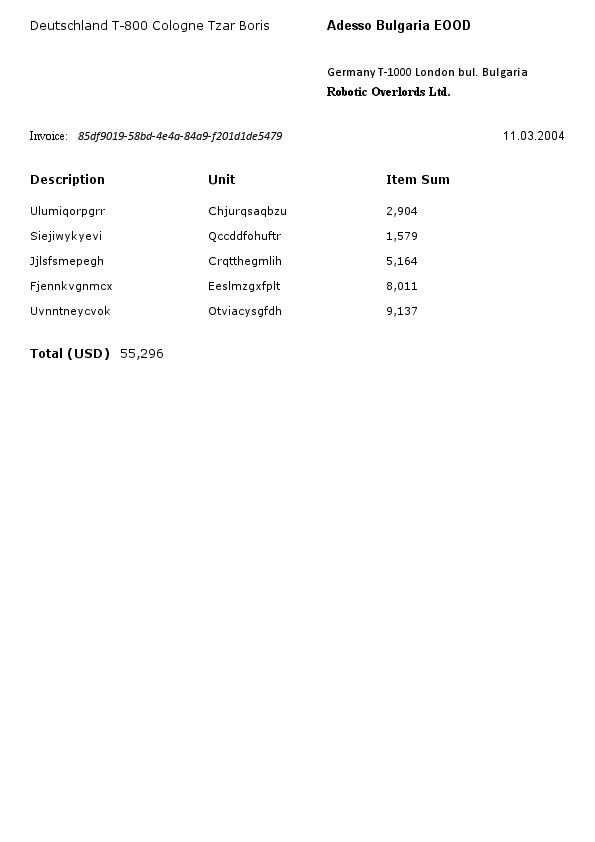 Deutschland T-800 Cologne Tzar Boris
Adesso Bulgaria EOOD
Germany T-1000 London bul. Bulgaria
Robotic Overlords Ltd.
Invoice: 85df9019-58bd-4e4a-84a9-f201d1de5479 11.03.2004
Description Unit Item Sum
Ulumiqorpgrr Chjurqsaqbzu 2,904
Siejiwykyevi Qccddfohuftr 1,579
Jjlsfsmepegh Crqtthegmlih 5,164
Fjennkvgnmcx Eeslmzgxfplt 8,011
Uvnntneycvok Otviacysgfdh 9,137
Total (USD) 55,296